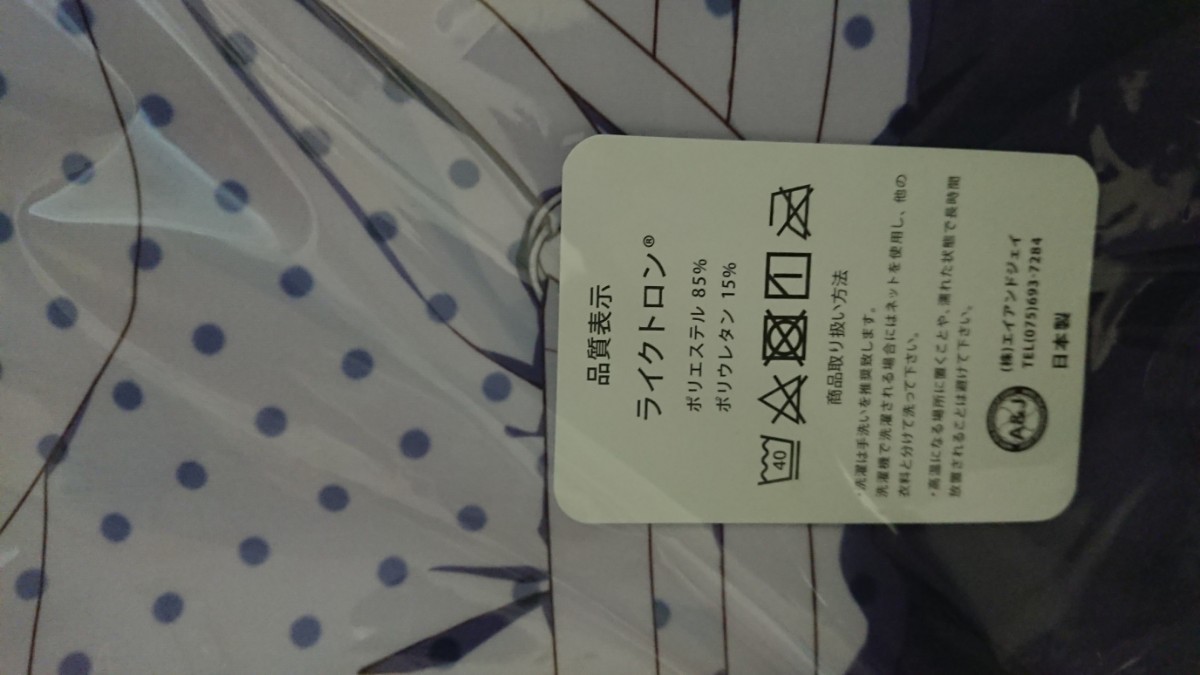 品質表示
ライクトロン®
ポリエステル 85%
ポリウレタン 15%
40
商品取り扱い方法
・洗濯は手洗いを推奨致します。
洗濯機で洗濯される場合にはネットを使用し、他の
衣料と分けて洗って下さい。
・高温になる場所に置くことや、濡れた状態で長時間
放置されることは避けて下さい。
A&J
(株)エイアンドジェイ
TEL(075)693-7284
日本製